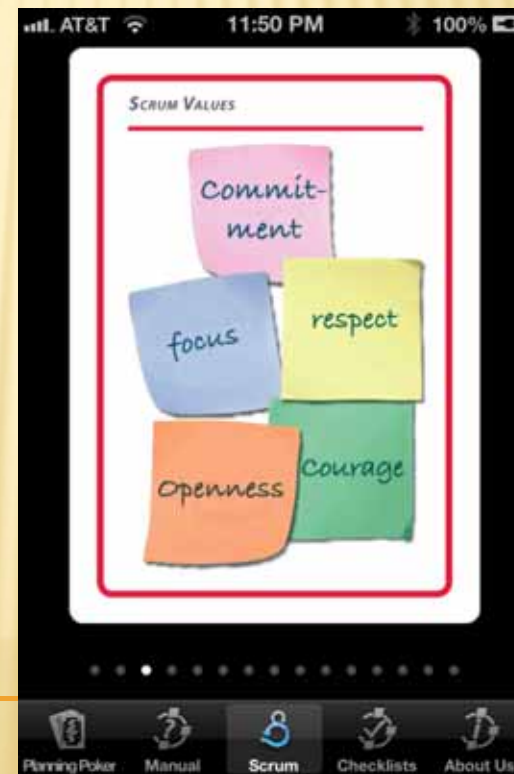 AT&T 11:50 PM 100%
SCRUM VALUES
Commit-
ment
focus
respect
Openness
Courage
Planning Poker Manual Scrum Checklists About Us